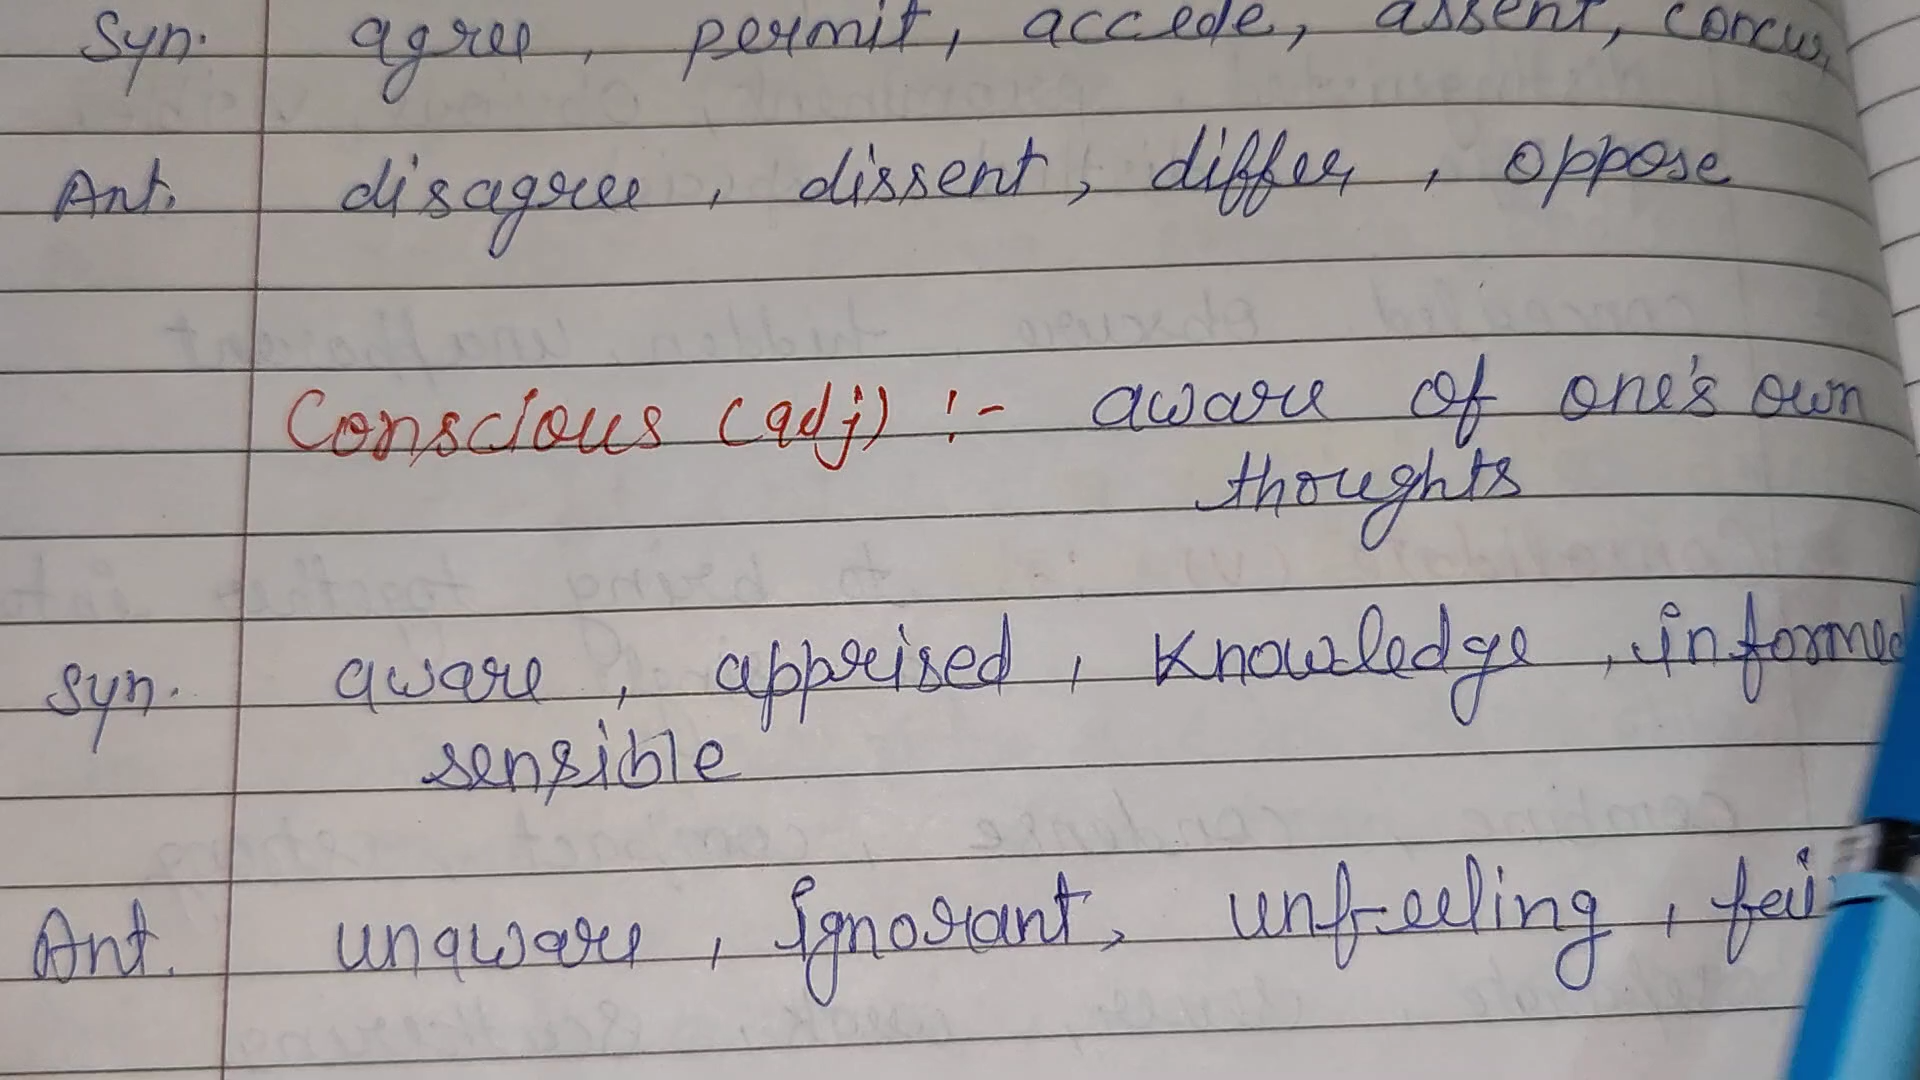 Syn. agree, permit, accede, assent, concur,
Ant. disagree, dissent, differ, oppose
Conscious (adj) :- aware of one's own
thoughts
Syn. aware, apprised, Knowledge, informed
sensible
Ant. unaware, Ignorant, unfeeling,